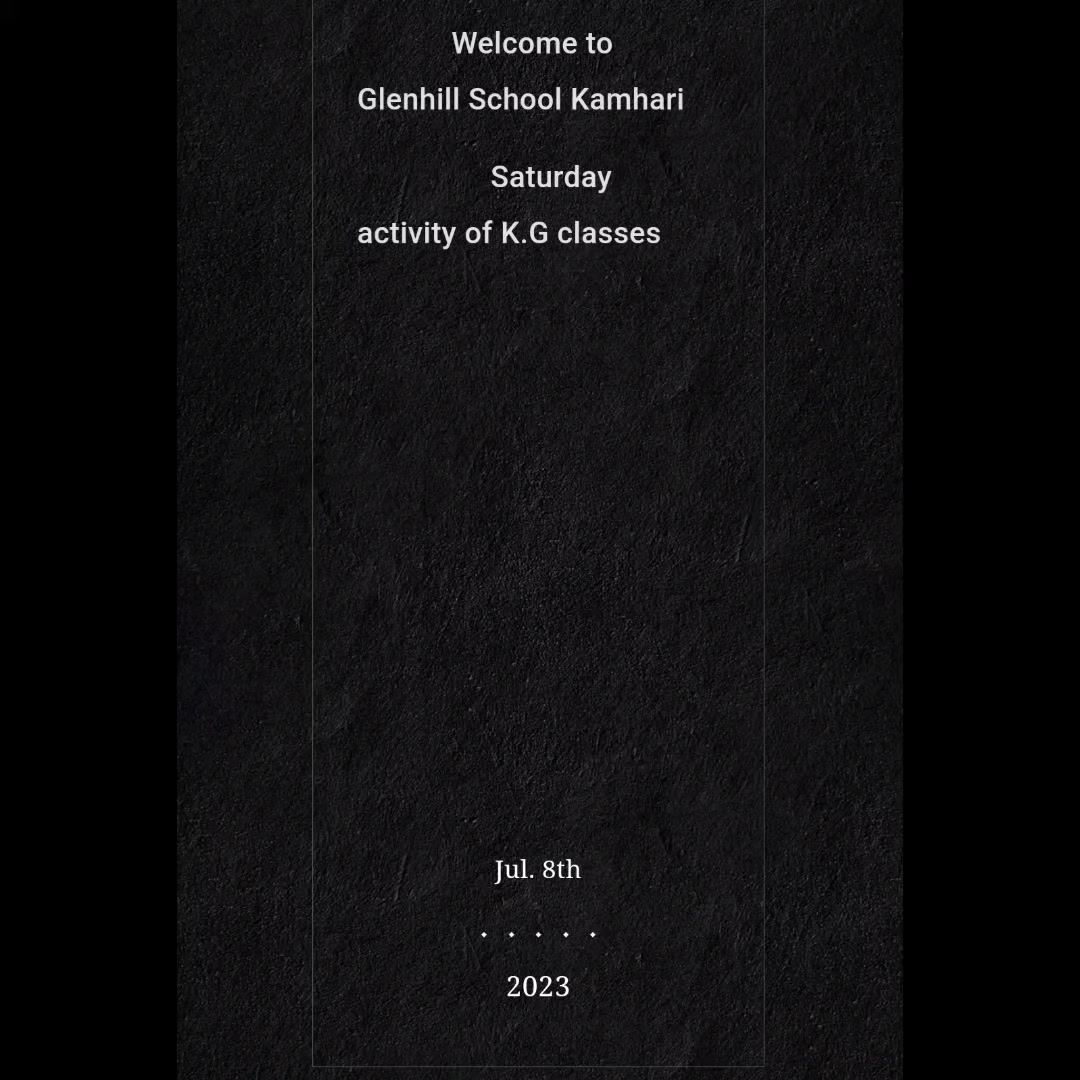 Welcome to
Glenhill School Kamhari
Saturday
activity of K.G classes
Jul. 8th
2023